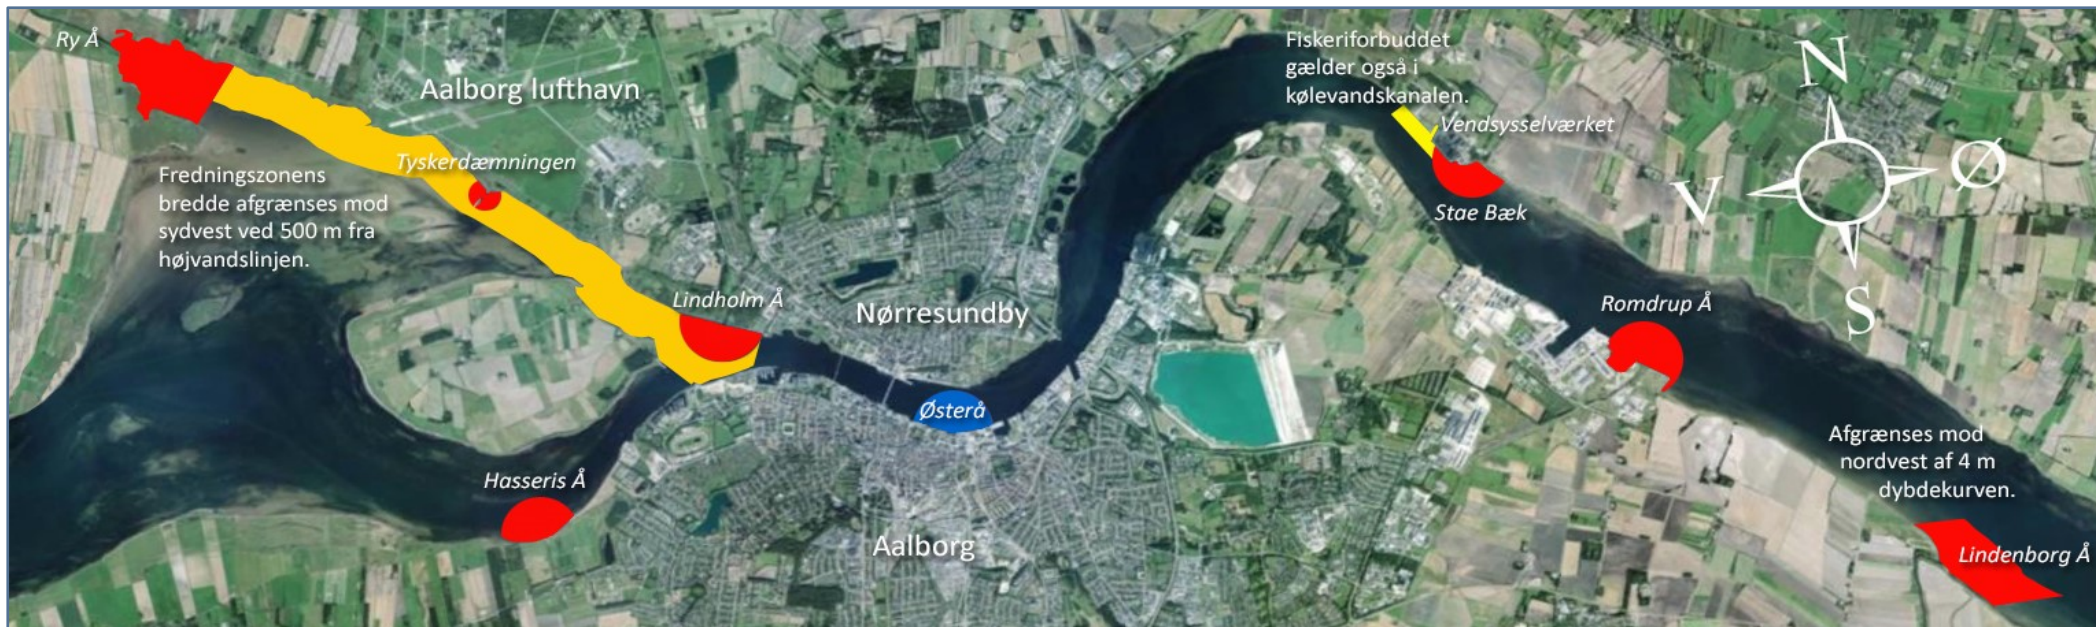 Ry Å
Aalborg lufthavn
Tyskerdæmningen
Fredningszonens
bredde afgrænses mod
sydvest ved 500 m fra
højvandslinjen.
Lindholm Å
Nørresundby
Østerå
Hasseris Å
Aalborg
Fiskeriforbuddet
gælder også i
kølevandskanalen.
Vendsysselværket
Stae Bæk
Romdrup Å
Afgrænses mod
nordvest af 4 m
dybdekurven.
Lindenborg Å
N
V
Ø
S